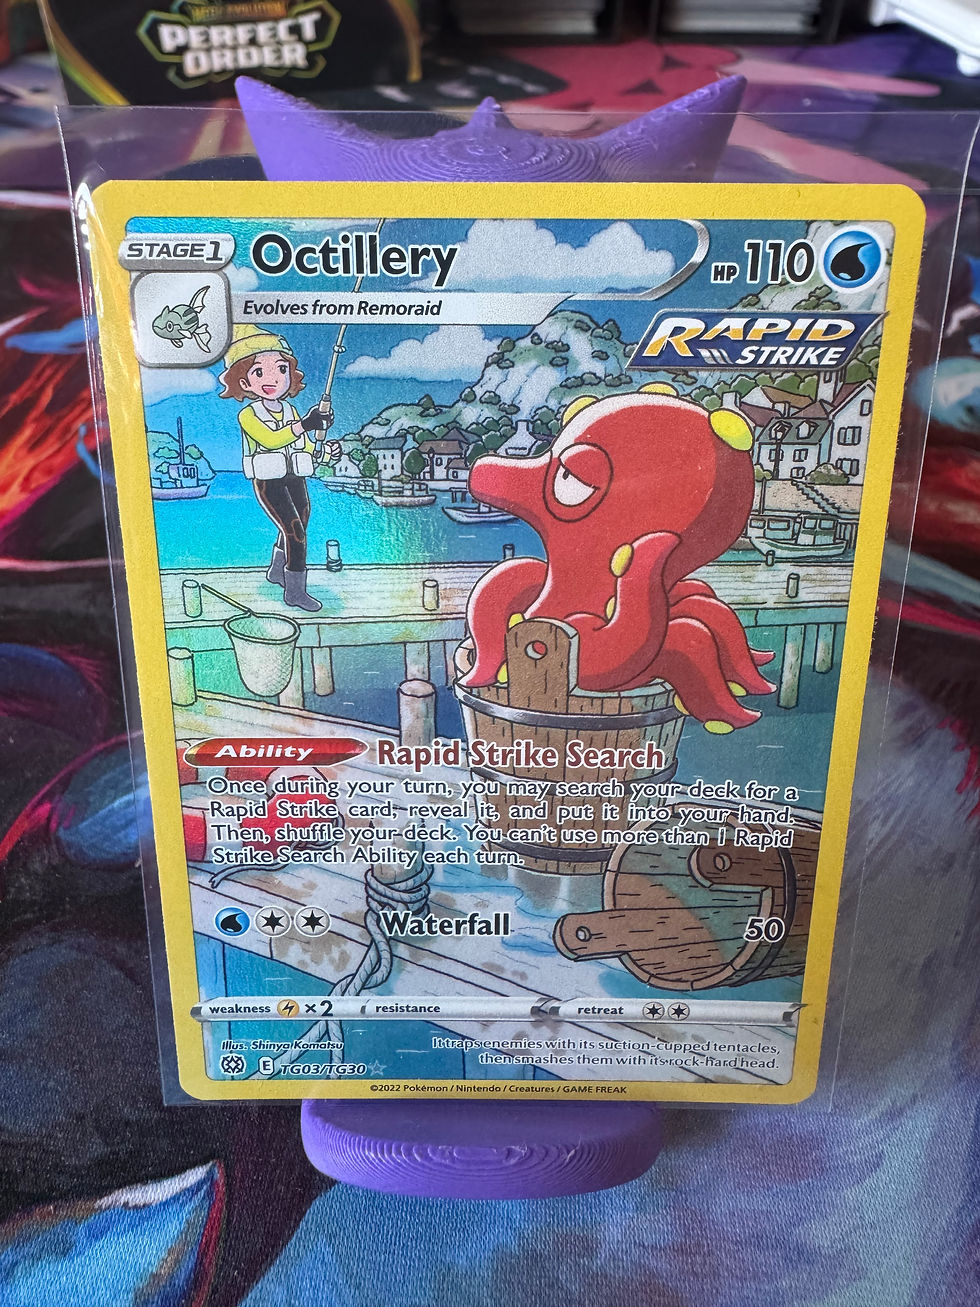 MEGA EVOLUTION
PERFECT
ORDER
STAGE 1
Octillery
HP 110
Evolves from Remoraid
RAPID
STRIKE
Ability Rapid Strike Search
Once during your turn, you may search your deck for a
Rapid Strike card, reveal it, and put it into your hand.
Then, shuffle your deck. You can't use more than 1 Rapid
Strike Search Ability each turn.
Waterfall 50
weakness ×2 resistance retreat
Illus. Shinya Komatsu
It traps enemies with its suction-cupped tentacles,
then smashes them with its rock-hard head.
E TG03/TG30
©2022 Pokémon / Nintendo / Creatures / GAME FREAK